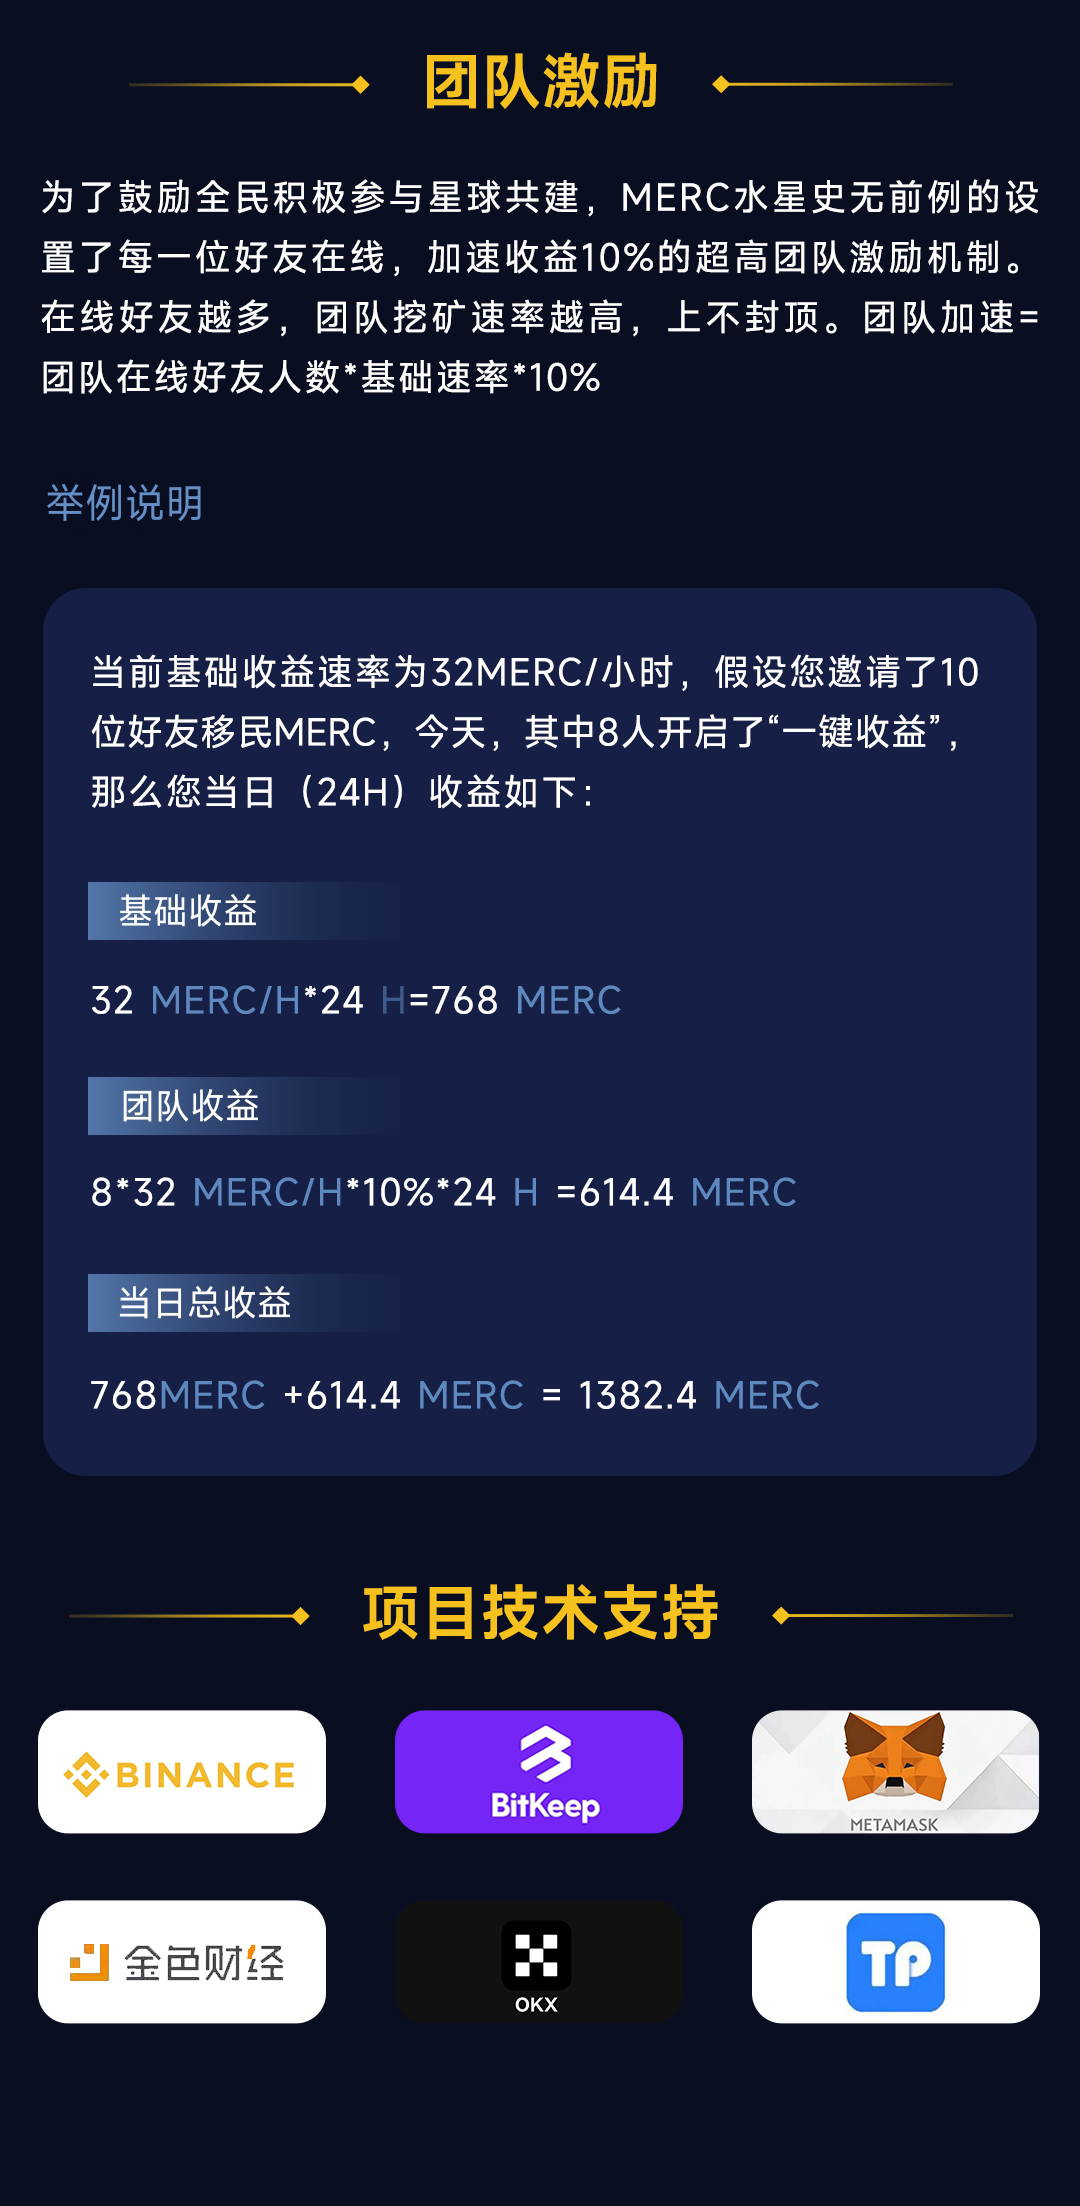 团队激励
为了鼓励全民积极参与星球共建，MERC水星史无前例的设
置了每一位好友在线，加速收益10%的超高团队激励机制。
在线好友越多，团队挖矿速率越高，上不封顶。团队加速=
团队在线好友人数*基础速率*10%
举例说明
当前基础收益速率为32MERC/小时，假设您邀请了10
位好友移民MERC，今天，其中8人开启了“一键收益”，
那么您当日（24H）收益如下：
基础收益
32 MERC/H*24 H=768 MERC
团队收益
8*32 MERC/H*10%*24 H =614.4 MERC
当日总收益
768MERC +614.4 MERC = 1382.4 MERC
项目技术支持
BINANCE
BitKeep
METAMASK
金色财经
OKX
TP